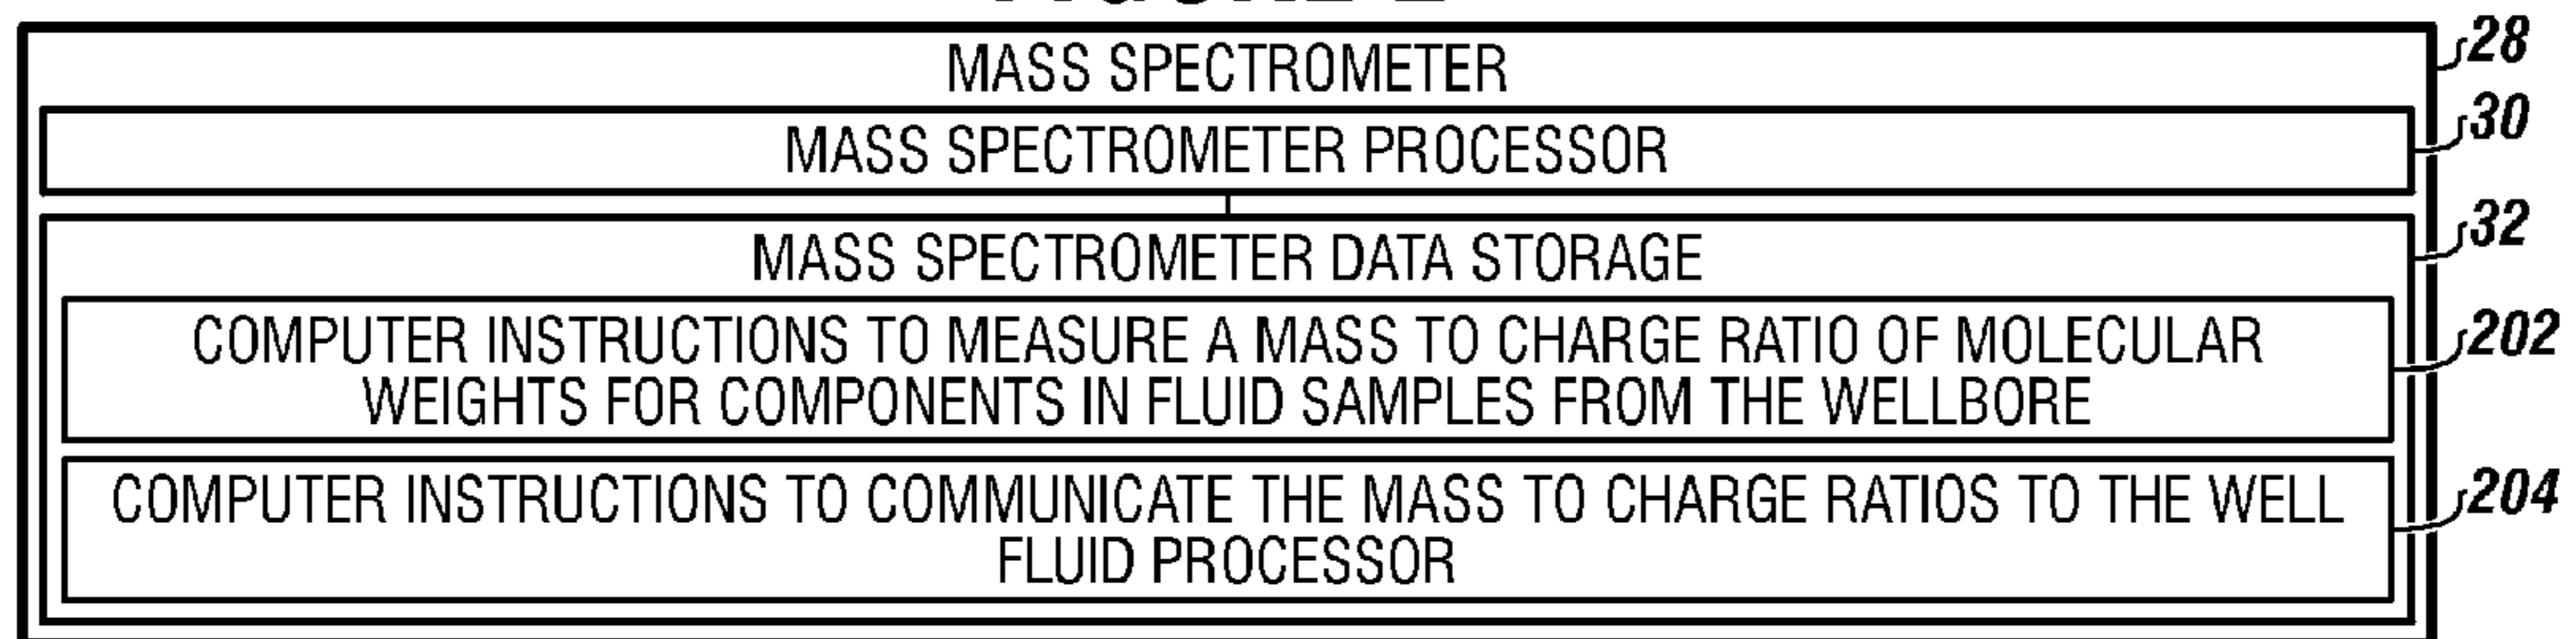 MASS SPECTROMETER
28
MASS SPECTROMETER PROCESSOR
30
MASS SPECTROMETER DATA STORAGE
32
COMPUTER INSTRUCTIONS TO MEASURE A MASS TO CHARGE RATIO OF MOLECULAR
WEIGHTS FOR COMPONENTS IN FLUID SAMPLES FROM THE WELLBORE
202
COMPUTER INSTRUCTIONS TO COMMUNICATE THE MASS TO CHARGE RATIOS TO THE WELL
FLUID PROCESSOR
204